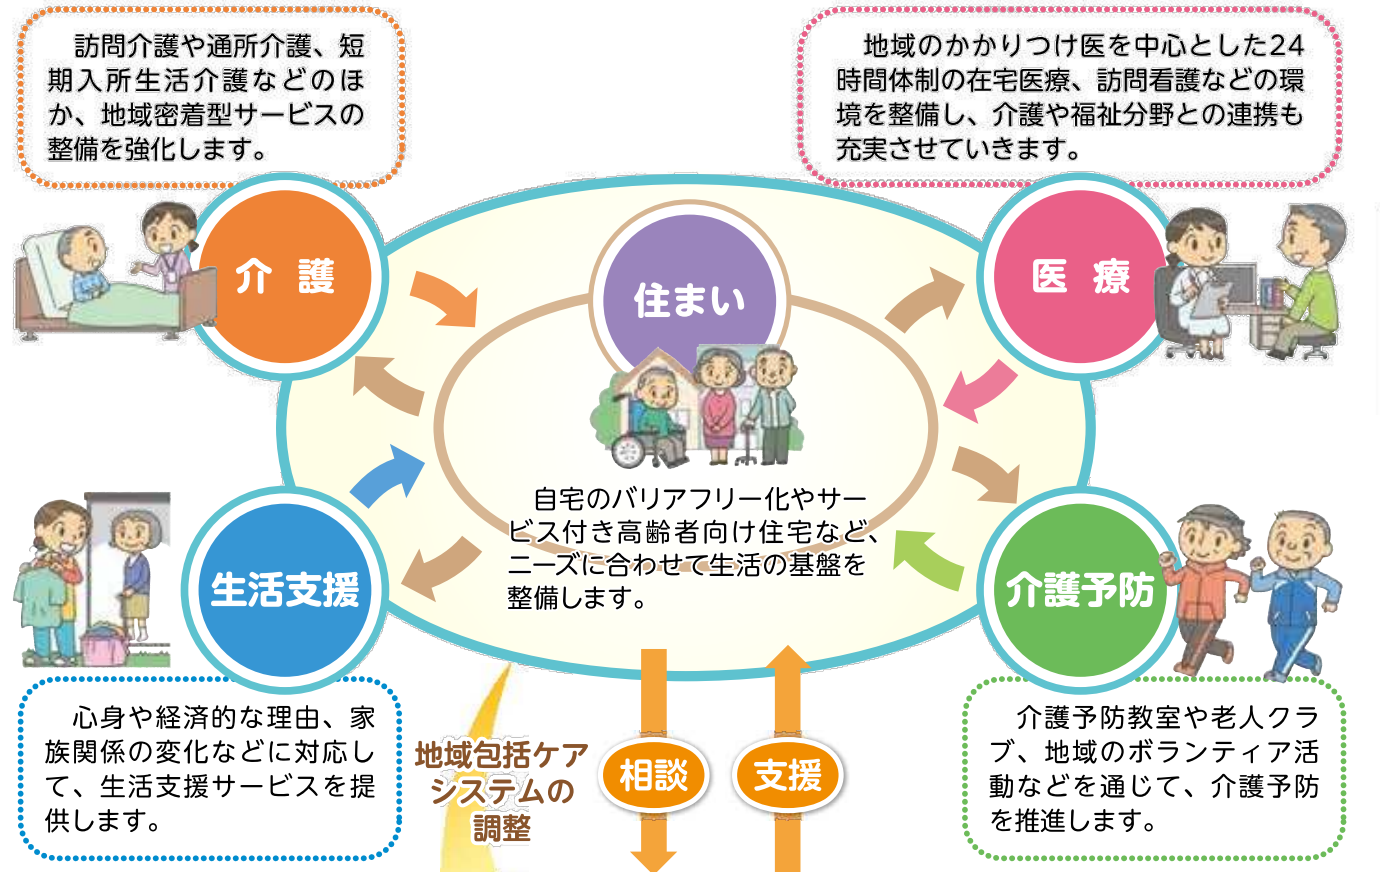 訪問介護や通所介護、短
期入所生活介護などのほ
か、地域密着型サービスの
整備を強化します。
地域のかかりつけ医を中心とした24
時間体制の在宅医療、訪問看護などの環
境を整備し、介護や福祉分野との連携も
充実させていきます。
介護
住まい
医療
自宅のバリアフリー化やサー
ビス付き高齢者向け住宅など、
ニーズに合わせて生活の基盤を
整備します。
生活支援
介護予防
心身や経済的な理由、家
族関係の変化などに対応し
て、生活支援サービスを提
供します。
地域包括ケア
システムの
調整
相談
支援
介護予防教室や老人クラ
ブ、地域のボランティア活
動などを通じて、介護予防
を推進します。